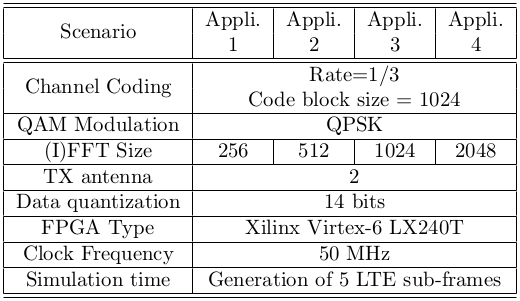 Scenario Appli. 1 Appli. 2 Appli. 3 Appli. 4
Channel Coding Rate=1/3
Code block size = 1024
QAM Modulation QPSK
(I)FFT Size 256 512 1024 2048
TX antenna 2
Data quantization 14 bits
FPGA Type Xilinx Virtex-6 LX240T
Clock Frequency 50 MHz
Simulation time Generation of 5 LTE sub-frames